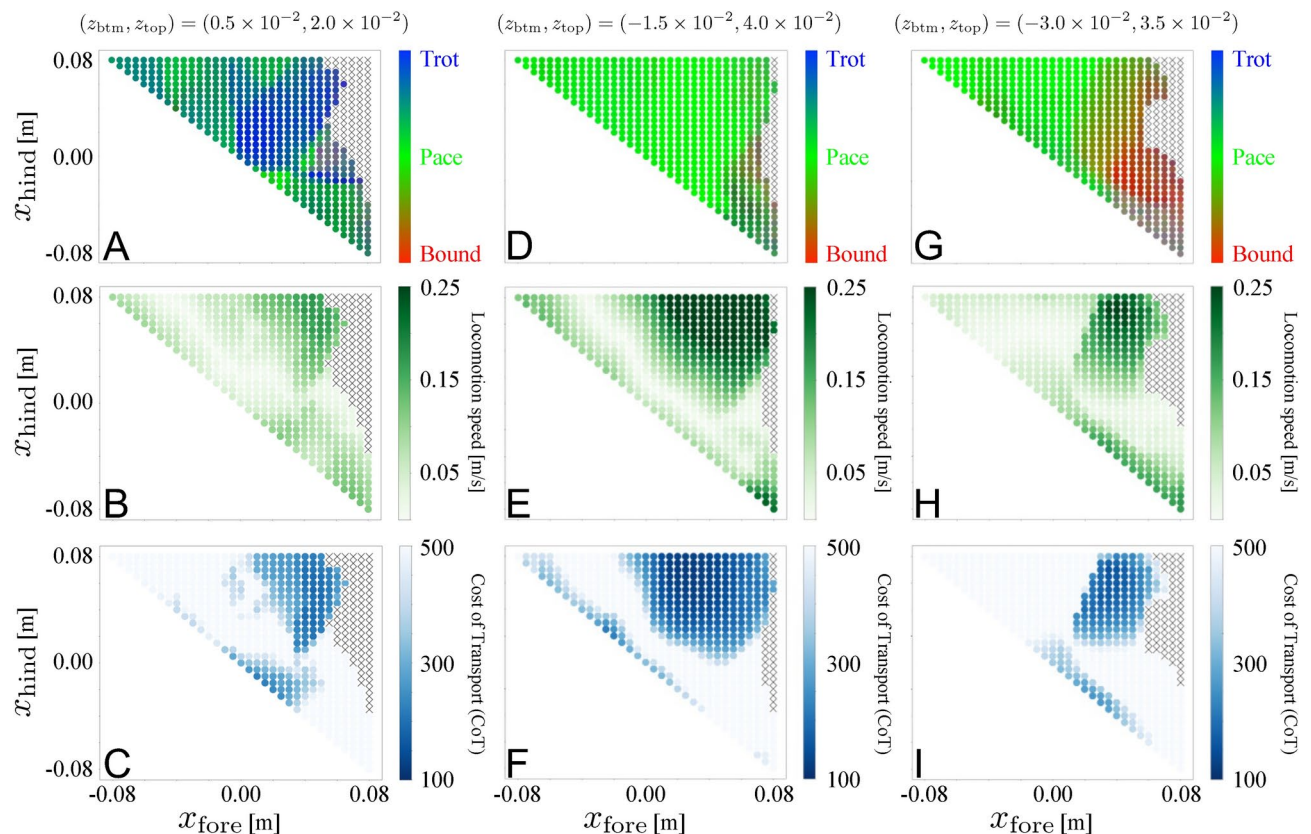 (z_btm, z_top) = (0.5 × 10⁻², 2.0 × 10⁻²)
(z_btm, z_top) = (−1.5 × 10⁻², 4.0 × 10⁻²)
(z_btm, z_top) = (−3.0 × 10⁻², 3.5 × 10⁻²)
x_hind [m]
0.08
0.00
-0.08
A
Trot
Pace
Bound
D
Trot
Pace
Bound
G
Trot
Pace
Bound
x_hind [m]
0.08
0.00
-0.08
B
0.25
0.15
0.05
Locomotion speed [m/s]
E
0.25
0.15
0.05
Locomotion speed [m/s]
H
0.25
0.15
0.05
Locomotion speed [m/s]
x_hind [m]
0.08
0.00
-0.08
C
500
300
100
Cost of Transport (CoT)
F
500
300
100
Cost of Transport (CoT)
I
500
300
100
Cost of Transport (CoT)
-0.08 0.00 0.08
x_fore [m]
-0.08 0.00 0.08
x_fore [m]
-0.08 0.00 0.08
x_fore [m]